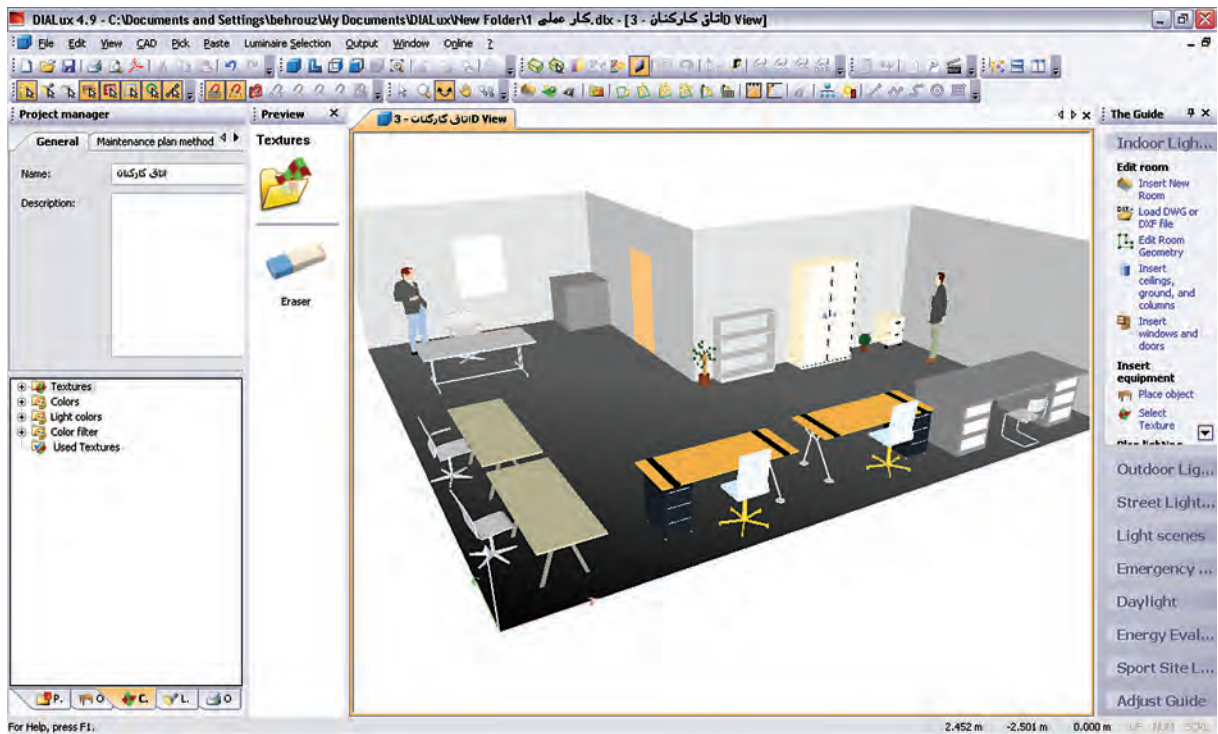 DIALux 4.9 - C:\Documents and Settings\behrouz\My Documents\DIALux\New Folder\1 کار عملی.dlx - [3 - اتاق کارکنان D View]
File Edit View CAD Pick Paste Luminaire Selection Output Window Online ?
Project manager
General
Maintenance plan method
Name:
اتاق کارکنان
Description:
Textures
Colors
Light colors
Color filter
Used Textures
P.
O
C.
L.
O
Preview
Textures
Eraser
3 - اتاق کارکنات D View
The Guide
Indoor Ligh...
Edit room
Insert New
Room
Load DWG or
DXF file
Edit Room
Geometry
Insert
ceilings,
ground, and
columns
Insert
windows and
doors
Insert
equipment
Place object
Select
Texture
Outdoor Lig...
Street Light...
Light scenes
Emergency ...
Daylight
Energy Eval...
Sport Site L...
Adjust Guide
For Help, press F1.
2.452 m -2.501 m 0.000 m